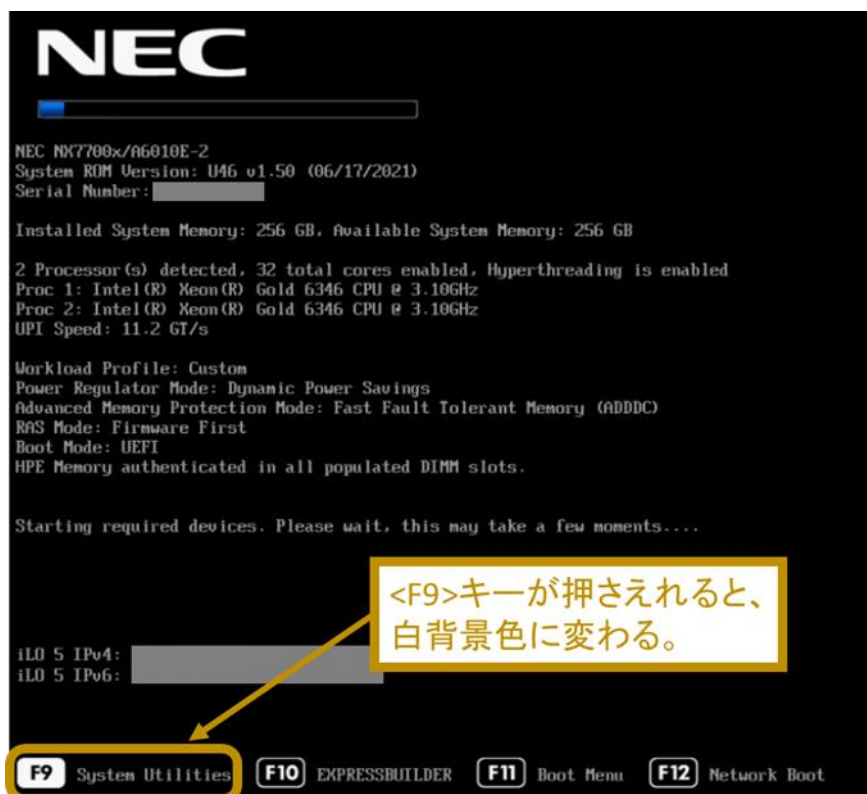 NEC
NEC NX7700x/A6010E-2
System ROM Version: U46 v1.50 (06/17/2021)
Serial Number:
Installed System Memory: 256 GB, Available System Memory: 256 GB
2 Processor(s) detected, 32 total cores enabled, Hyperthreading is enabled
Proc 1: Intel(R) Xeon(R) Gold 6346 CPU @ 3.10GHz
Proc 2: Intel(R) Xeon(R) Gold 6346 CPU @ 3.10GHz
UPI Speed: 11.2 GT/s
Workload Profile: Custom
Power Regulator Mode: Dynamic Power Savings
Advanced Memory Protection Mode: Fast Fault Tolerant Memory (ADDDC)
RAS Mode: Firmware First
Boot Mode: UEFI
HPE Memory authenticated in all populated DIMM slots.
Starting required devices. Please wait, this may take a few moments....
<F9>キーが押さえれると、
白背景色に変わる。
iLO 5 IPv4:
iLO 5 IPv6:
F9 System Utilities F10 EXPRESSBUILDER F11 Boot Menu F12 Network Boot